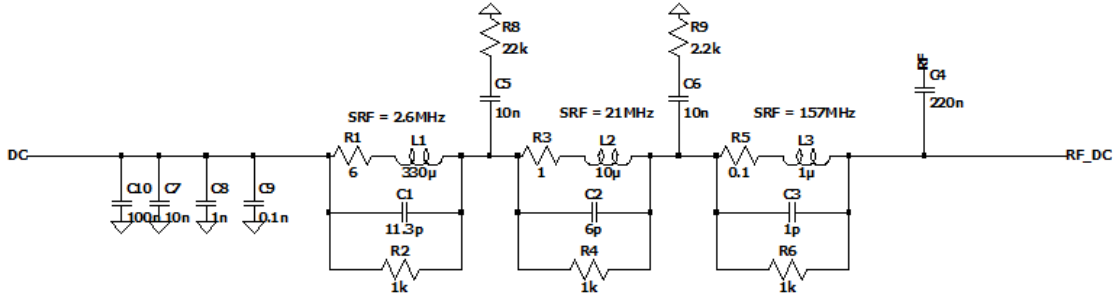 R8
22k
R9
2.2k
RF
C4
220n
C5
10n
C6
10n
SRF = 2.6MHz
SRF = 21MHz
SRF = 157MHz
R1
6
L1
330µ
R3
1
L2
10µ
R5
0.1
L3
1µ
DC
RF_DC
C10
100n
C7
10n
C8
1n
C9
0.1n
C1
11.3p
C2
6p
C3
1p
R2
1k
R4
1k
R6
1k